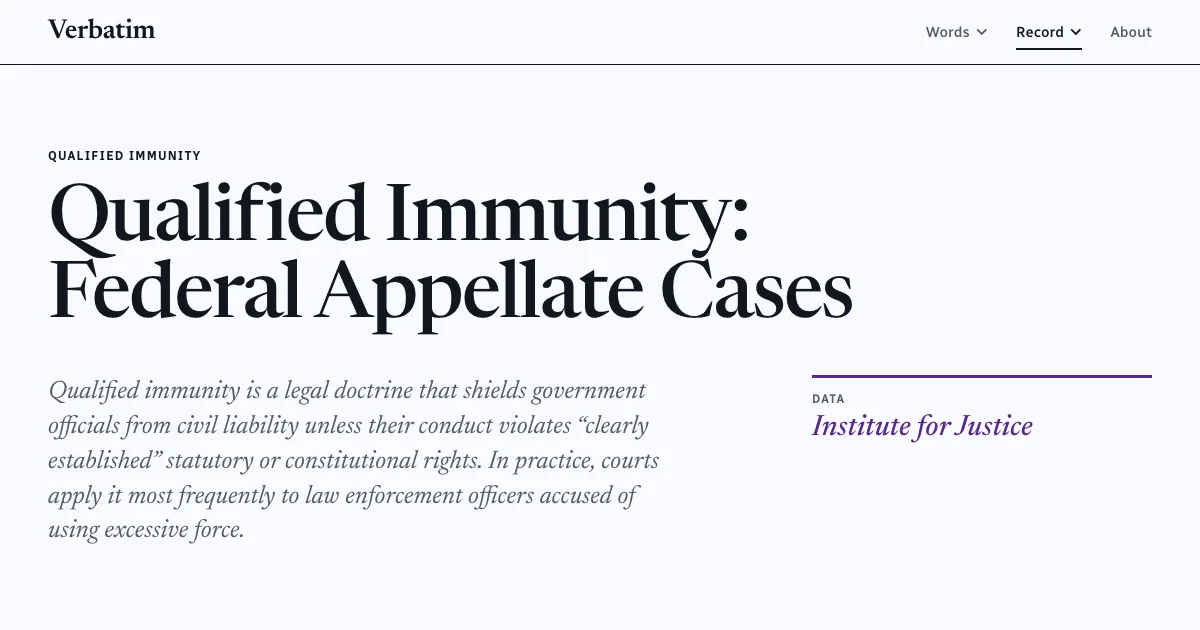 Verbatim
Words
Record
About
QUALIFIED IMMUNITY
Qualified Immunity:
Federal Appellate Cases
Qualified immunity is a legal doctrine that shields government
officials from civil liability unless their conduct violates “clearly
established” statutory or constitutional rights. In practice, courts
apply it most frequently to law enforcement officers accused of
using excessive force.
DATA
Institute for Justice